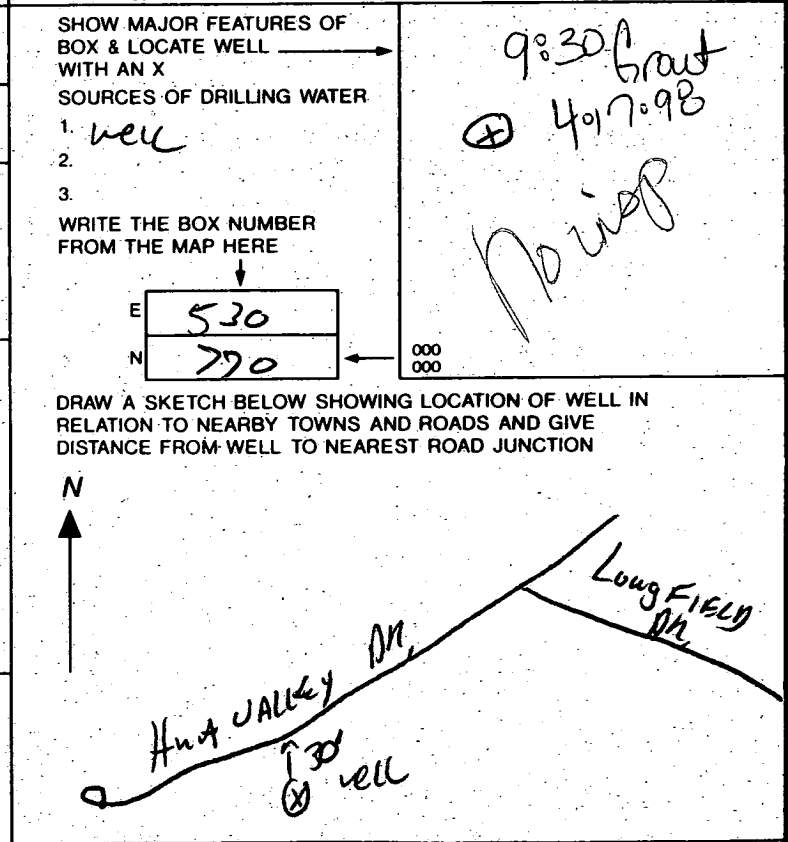 SHOW MAJOR FEATURES OF
BOX & LOCATE WELL
WITH AN X
SOURCES OF DRILLING WATER
1. well
2.
3.
WRITE THE BOX NUMBER
FROM THE MAP HERE
E 530
N 770
9:30 Grout
4:17:98
No insp
000
000
DRAW A SKETCH BELOW SHOWING LOCATION OF WELL IN
RELATION TO NEARBY TOWNS AND ROADS AND GIVE
DISTANCE FROM WELL TO NEAREST ROAD JUNCTION
N
Long FIELD
DR,
Hunt VALLEY DR,
30'
X well